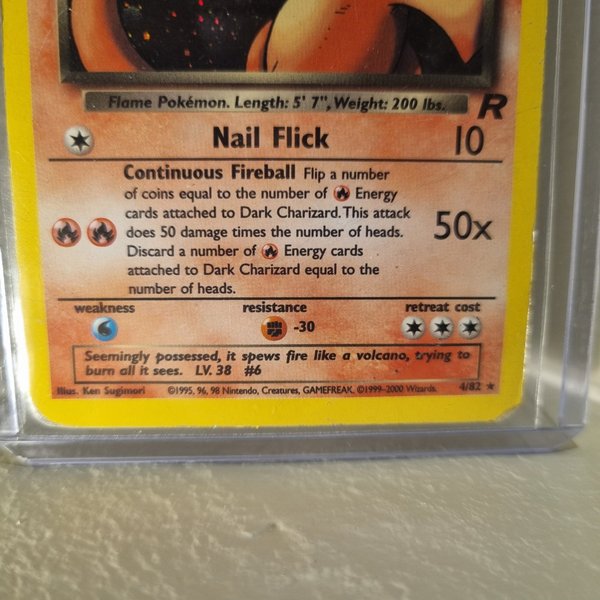 Flame Pokémon. Length: 5' 7", Weight: 200 lbs.
R
Nail Flick 10
Continuous Fireball Flip a number
of coins equal to the number of Energy
cards attached to Dark Charizard. This attack
does 50 damage times the number of heads. 50x
Discard a number of Energy cards
attached to Dark Charizard equal to the
number of heads.
weakness resistance retreat cost
-30
Seemingly possessed, it spews fire like a volcano, trying to
burn all it sees. LV. 38 #6
Illus. Ken Sugimori ©1995, 96, 98 Nintendo, Creatures, GAMEFREAK. ©1999-2000 Wizards. 4/82 ★